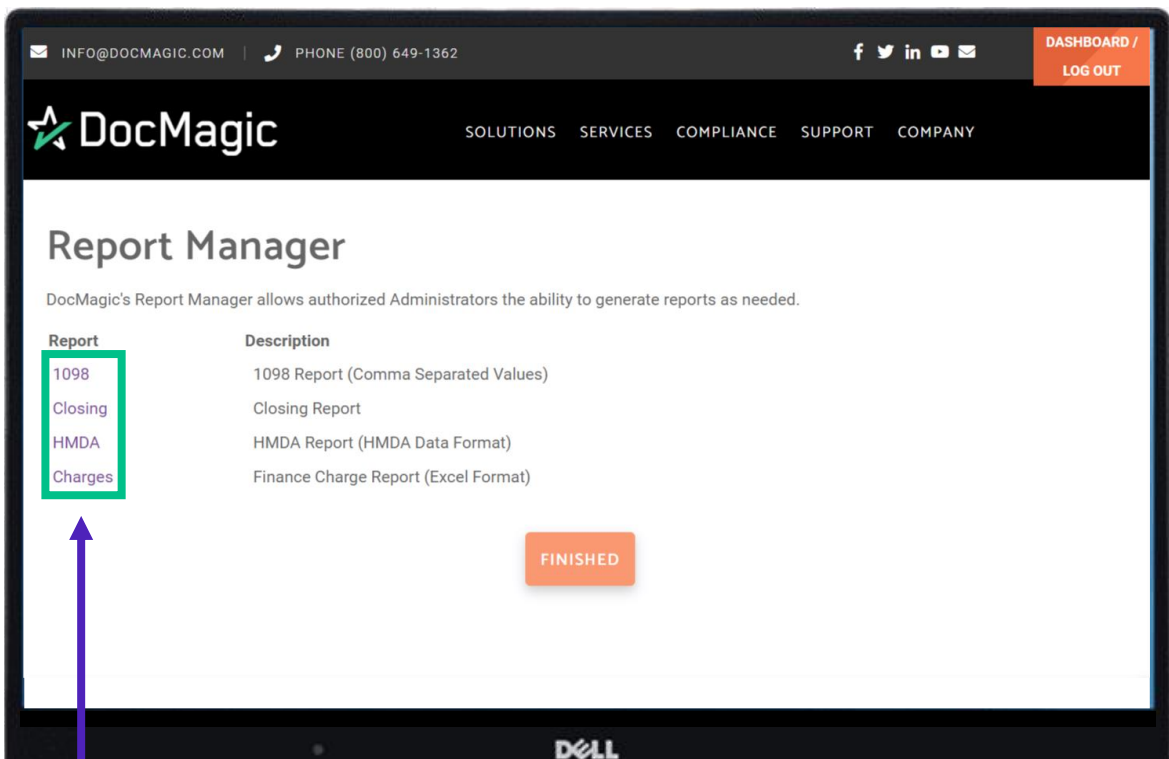 INFO@DOCMAGIC.COM | PHONE (800) 649-1362
DASHBOARD /
LOG OUT
DocMagic
SOLUTIONS SERVICES COMPLIANCE SUPPORT COMPANY
Report Manager
DocMagic's Report Manager allows authorized Administrators the ability to generate reports as needed.
Report Description
1098 1098 Report (Comma Separated Values)
Closing Closing Report
HMDA HMDA Report (HMDA Data Format)
Charges Finance Charge Report (Excel Format)
FINISHED
DELL